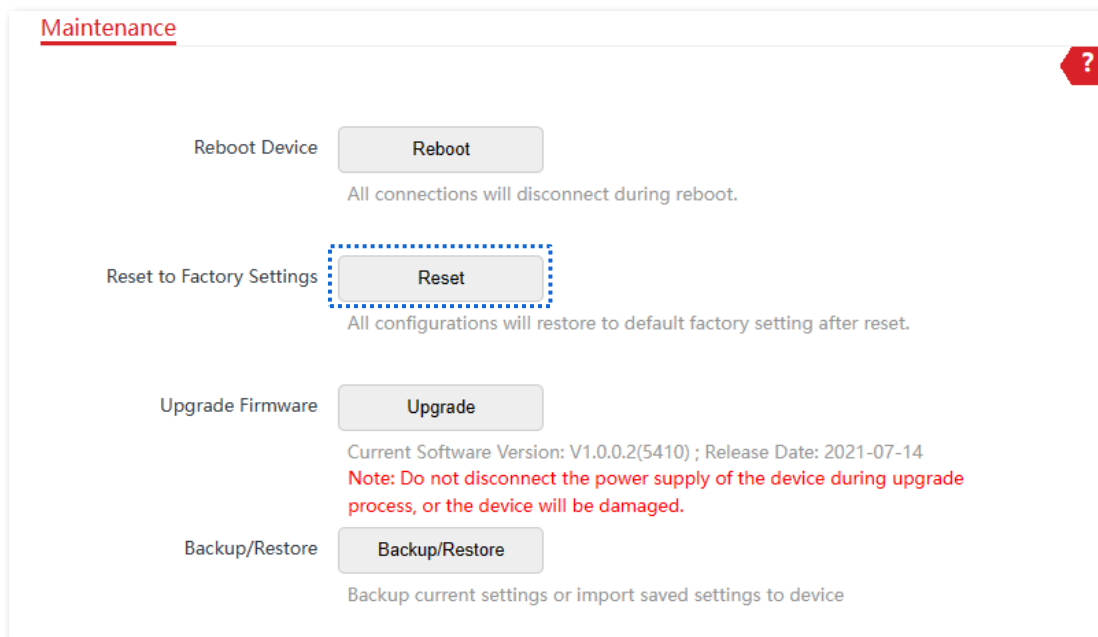 Maintenance
?
Reboot Device
Reboot
All connections will disconnect during reboot.
Reset to Factory Settings
Reset
All configurations will restore to default factory setting after reset.
Upgrade Firmware
Upgrade
Current Software Version: V1.0.0.2(5410) ; Release Date: 2021-07-14
Note: Do not disconnect the power supply of the device during upgrade
process, or the device will be damaged.
Backup/Restore
Backup/Restore
Backup current settings or import saved settings to device